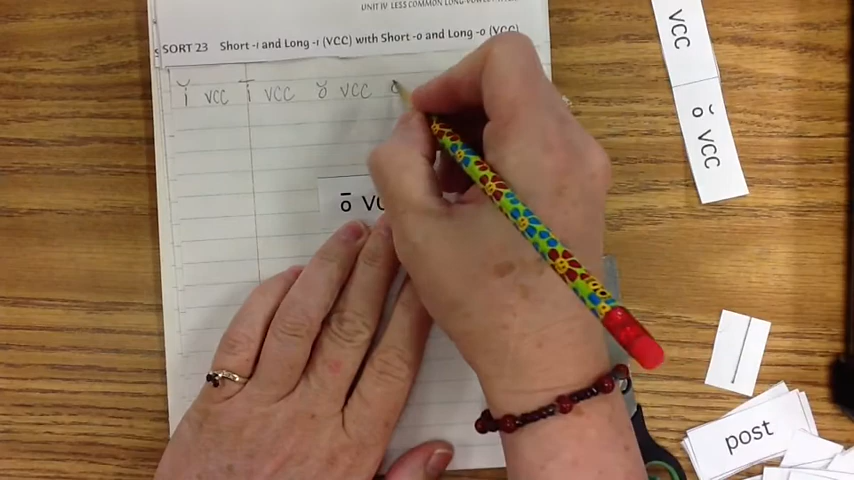 UNIT IV LESS COMMON LONG VOWEL
SORT 23 Short -i and Long -i (VCC) with Short -o and Long -o (VCC)
ĭ VCC ī VCC ŏ VCC o
ō VC
VCC
ŏ VCC
post